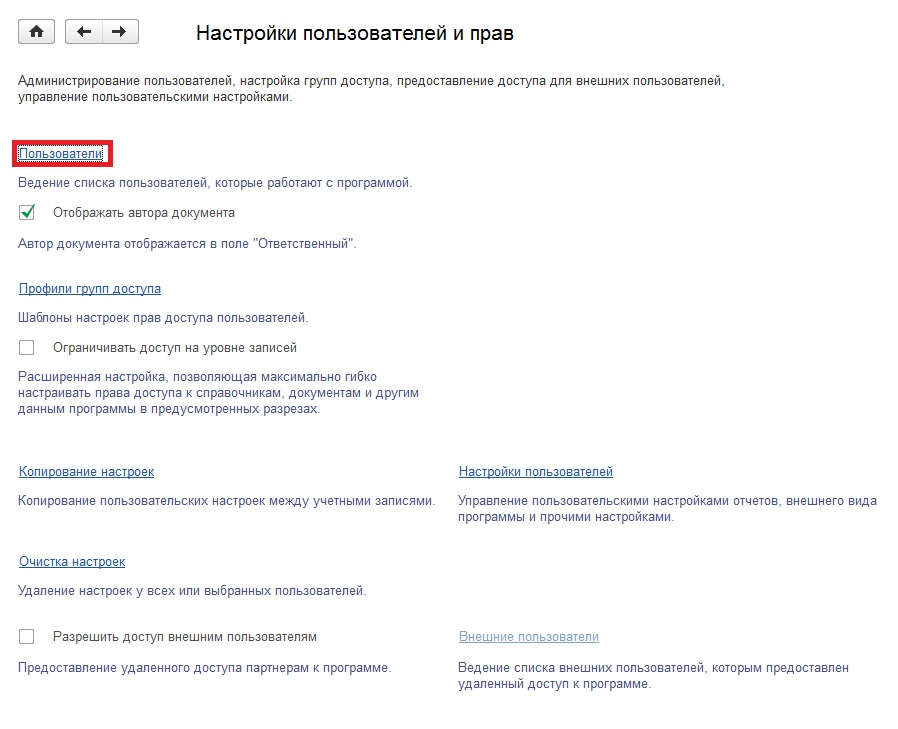 Настройки пользователей и прав
Администрирование пользователей, настройка групп доступа, предоставление доступа для внешних пользователей,
управление пользовательскими настройками.
Пользователи
Ведение списка пользователей, которые работают с программой.
Отображать автора документа
Автор документа отображается в поле "Ответственный".
Профили групп доступа
Шаблоны настроек прав доступа пользователей.
Ограничивать доступ на уровне записей
Расширенная настройка, позволяющая максимально гибко
настраивать права доступа к справочникам, документам и другим
данным программы в предусмотренных разрезах.
Копирование настроек
Копирование пользовательских настроек между учетными записями.
Настройки пользователей
Управление пользовательскими настройками отчетов, внешнего вида
программы и прочими настройками.
Очистка настроек
Удаление настроек у всех или выбранных пользователей.
Разрешить доступ внешним пользователям
Предоставление удаленного доступа партнерам к программе.
Внешние пользователи
Ведение списка внешних пользователей, которым предоставлен
удаленный доступ к программе.